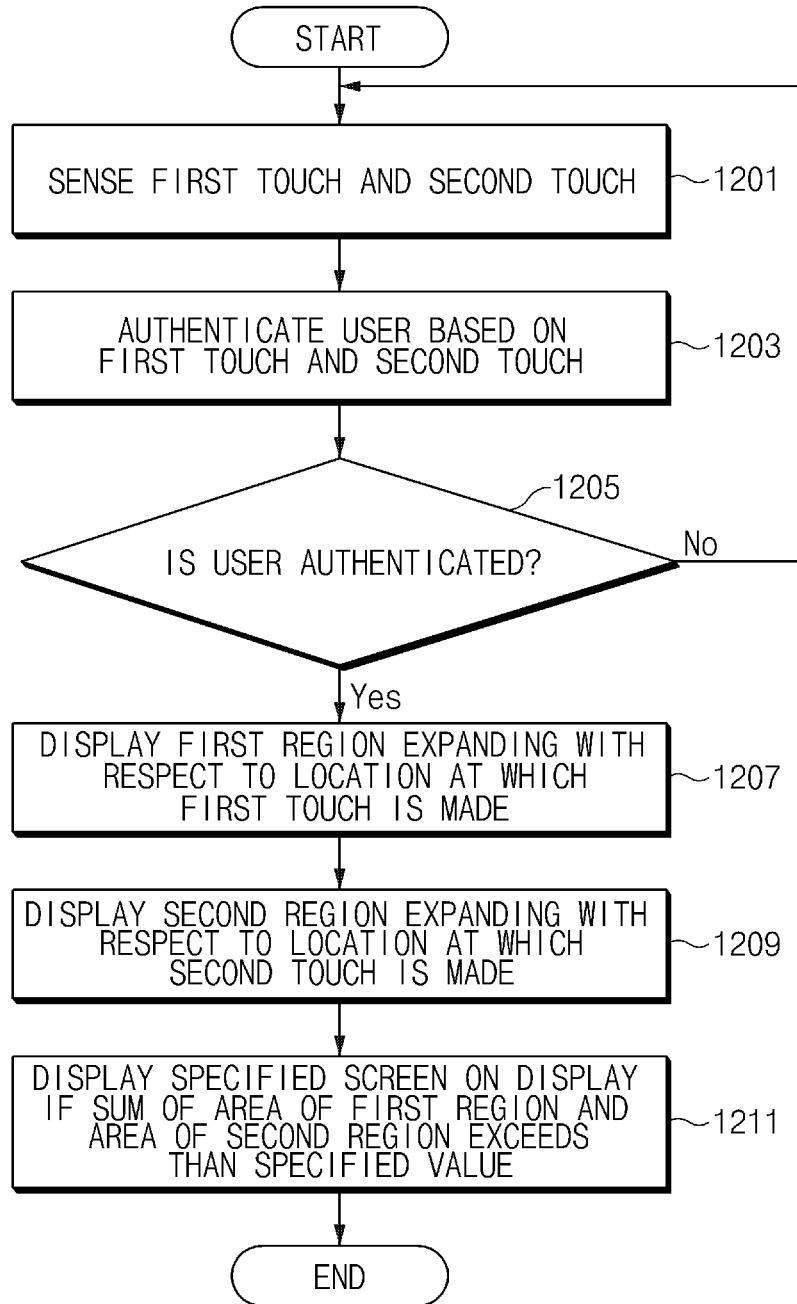 START
SENSE FIRST TOUCH AND SECOND TOUCH
1201
AUTHENTICATE USER BASED ON
FIRST TOUCH AND SECOND TOUCH
1203
1205
IS USER AUTHENTICATED?
No
Yes
DISPLAY FIRST REGION EXPANDING WITH
RESPECT TO LOCATION AT WHICH
FIRST TOUCH IS MADE
1207
DISPLAY SECOND REGION EXPANDING WITH
RESPECT TO LOCATION AT WHICH
SECOND TOUCH IS MADE
1209
DISPLAY SPECIFIED SCREEN ON DISPLAY
IF SUM OF AREA OF FIRST REGION AND
AREA OF SECOND REGION EXCEEDS
THAN SPECIFIED VALUE
1211
END